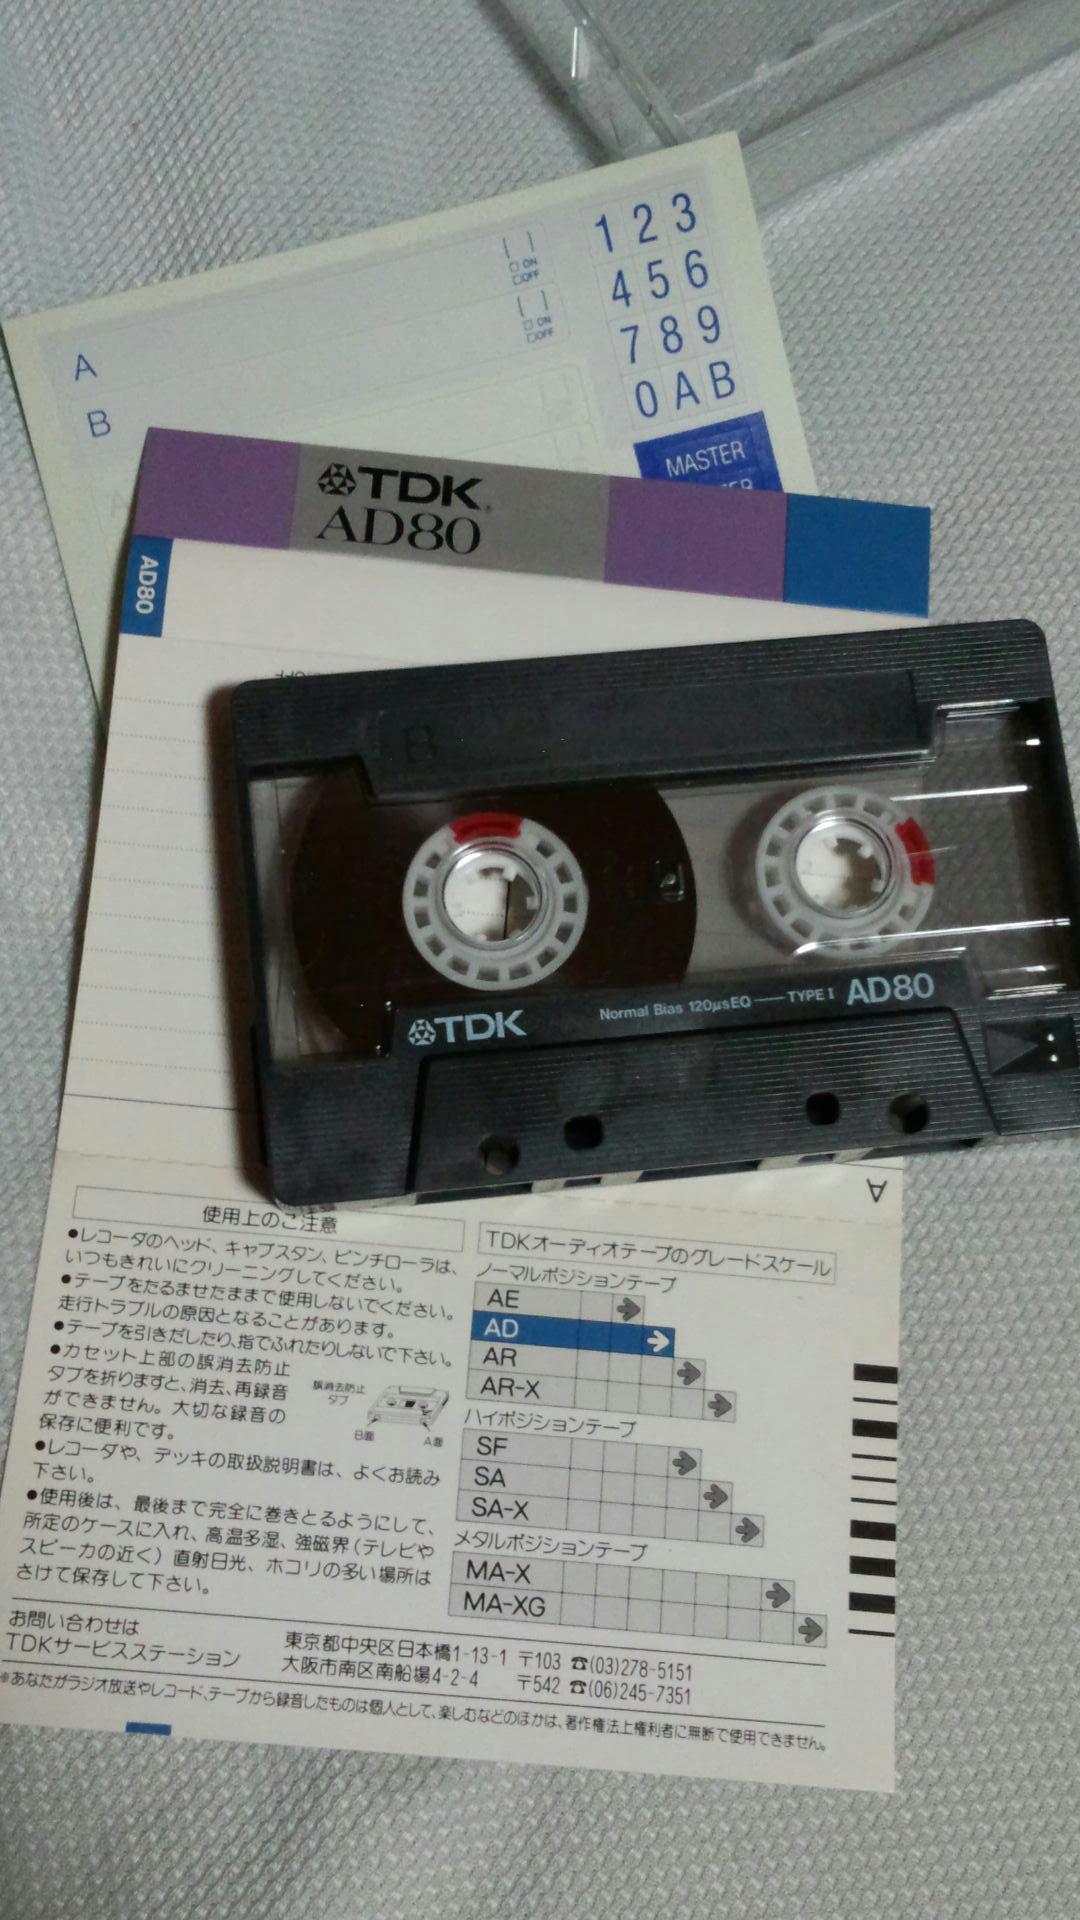 1 2 3
4 5 6
7 8 9
0 A B
ON
OFF
ON
OFF
A
B
MASTER
TDK
AD80
AD80
B
TDK
Normal Bias 120μsEQ — TYPE I AD80
A
使用上のご注意
●レコーダのヘッド、キャプスタン、ピンチローラは、
いつもきれいにクリーニングしてください。
●テープをたるませたままで使用しないでください。
走行トラブルの原因となることがあります。
●テープを引きだしたり、指でふれたりしないで下さい。
●カセット上部の誤消去防止
タブを折りますと、消去、再録音
ができません。大切な録音の
保存に便利です。
誤消去防止
タブ
B面
A面
●レコーダや、デッキの取扱説明書は、よくお読み
下さい。
●使用後は、最後まで完全に巻きとるようにして、
所定のケースに入れ、高温多湿、強磁界(テレビや
スピーカの近く)直射日光、ホコリの多い場所は
さけて保存して下さい。
TDKオーディオテープのグレードスケール
ノーマルポジションテープ
AE
AD
AR
AR-X
ハイポジションテープ
SF
SA
SA-X
メタルポジションテープ
MA-X
MA-XG
お問い合わせは
TDKサービスステーション
東京都中央区日本橋1-13-1 〒103 ☎(03)278-5151
大阪市南区南船場4-2-4 〒542 ☎(06)245-7351
※あなたがラジオ放送やレコード、テープから録音したものは個人として、楽しむなどのほかは、著作権法上権利者に無断で使用できません。